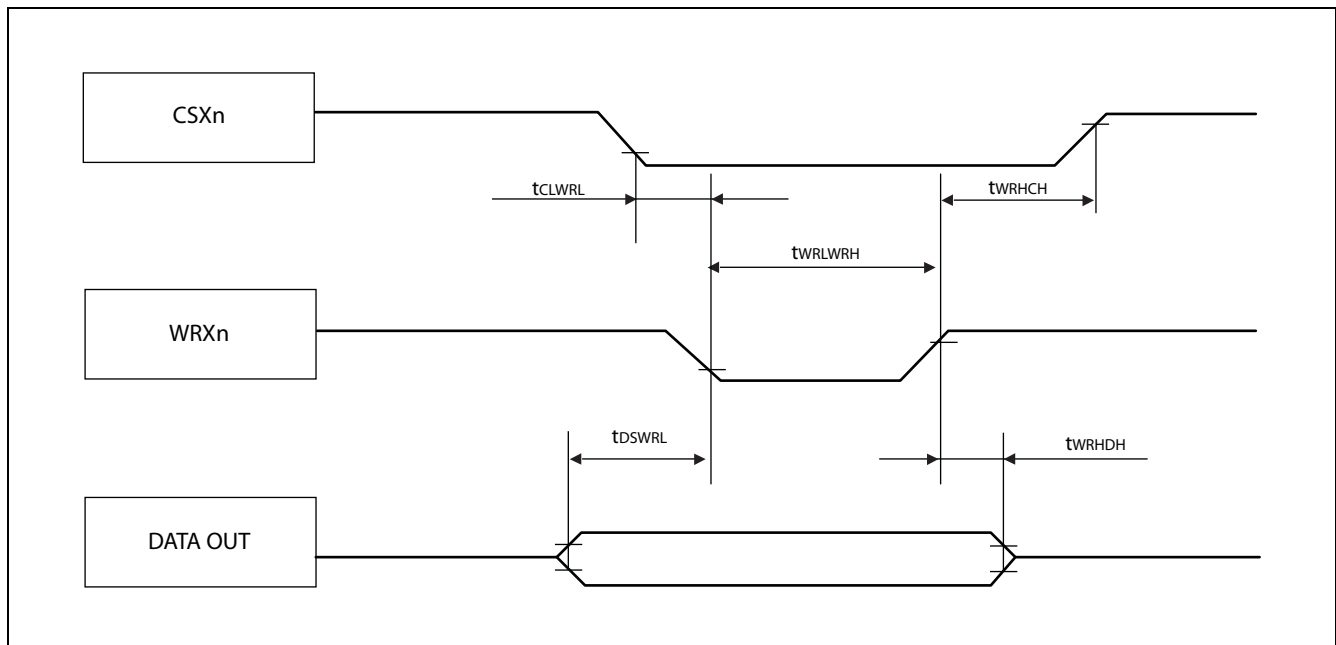 CSXn
tCLWRL
tWRHCH
tWRLWRH
WRXn
tDSWRL
tWRHDH
DATA OUT